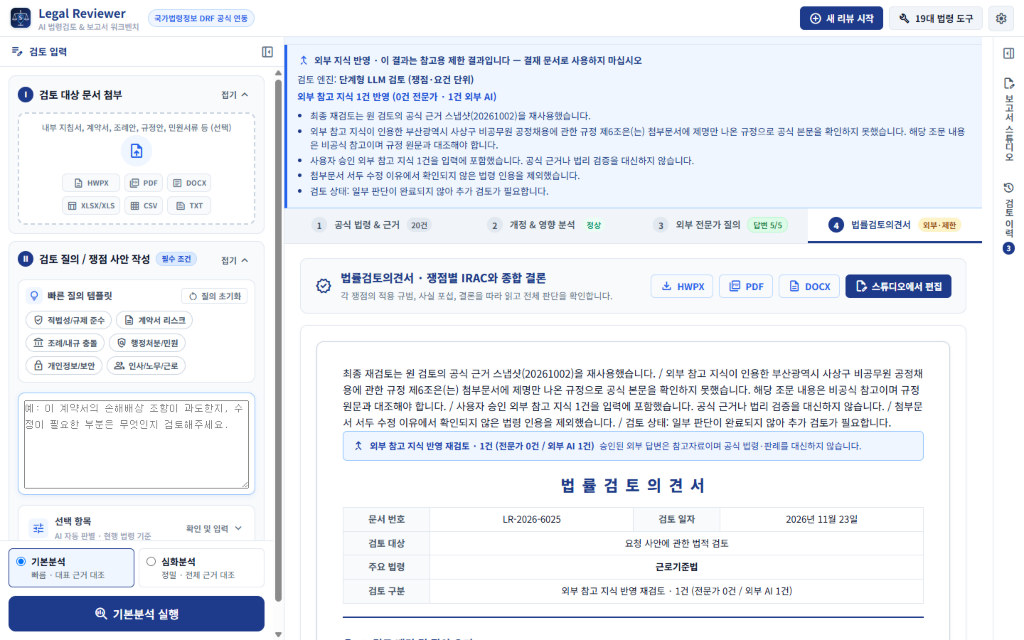 Legal Reviewer
AI 법령검토 & 보고서 워크벤치
국가법령정보 DRF 공식 연동
새 리뷰 시작
19대 법령 도구
검토 입력
I 검토 대상 문서 첨부
접기
내부 지침서, 계약서, 조례안, 규정안, 민원서류 등 (선택)
HWPX
PDF
DOCX
XLSX/XLS
CSV
TXT
II 검토 질의 / 쟁점 사안 작성
필수 조건
접기
빠른 질의 템플릿
질의 초기화
적법성/규제 준수
계약서 리스크
조례/내규 충돌
행정처분/민원
개인정보/보안
인사/노무/근로
예: 이 계약서의 손해배상 조항이 과도한지, 수
정이 필요한 부분은 무엇인지 검토해주세요.
선택 항목
AI 자동 판별 · 현행 법령 기준
확인 및 입력
기본분석
빠름 · 대표 근거 대조
심화분석
정밀 · 전체 근거 대조
기본분석 실행
외부 지식 반영 · 이 결과는 참고용 제한 결과입니다 — 결재 문서로 사용하지 마십시오
검토 엔진: 단계형 LLM 검토 (쟁점·요건 단위)
외부 참고 지식 1건 반영 (0건 전문가 · 1건 외부 AI)
최종 재검토는 원 검토의 공식 근거 스냅샷(20261002)을 재사용했습니다.
외부 참고 지식이 인용한 부산광역시 사상구 비공무원 공정채용에 관한 규정 제6조은(는) 첨부문서에 제명만 나온 규정으로 공식 본문을 확인하지 못했습니다. 해당 조문 내용
은 비공식 참고이며 규정 원문과 대조해야 합니다.
사용자 승인 외부 참고 지식 1건을 입력에 포함했습니다. 공식 근거나 법리 검증을 대신하지 않습니다.
첨부문서 서두 수정 이유에서 확인되지 않은 법령 인용을 제외했습니다.
검토 상태: 일부 판단이 완료되지 않아 추가 검토가 필요합니다.
1 공식 법령 & 근거 20건
2 개정 & 영향 분석 정상
3 외부 전문가 질의 답변 5/5
4 법률검토의견서 외부·제한
법률검토의견서 · 쟁점별 IRAC와 종합 결론
각 쟁점의 적용 규범, 사실 포섭, 결론을 따라 읽고 전체 판단을 확인합니다.
HWPX
PDF
DOCX
스튜디오에서 편집
최종 재검토는 원 검토의 공식 근거 스냅샷(20261002)을 재사용했습니다. / 외부 참고 지식이 인용한 부산광역시 사상구 비공무원 공정채
용에 관한 규정 제6조은(는) 첨부문서에 제명만 나온 규정으로 공식 본문을 확인하지 못했습니다. 해당 조문 내용은 비공식 참고이며 규정
원문과 대조해야 합니다. / 사용자 승인 외부 참고 지식 1건을 입력에 포함했습니다. 공식 근거나 법리 검증을 대신하지 않습니다. / 첨부문
서 서두 수정 이유에서 확인되지 않은 법령 인용을 제외했습니다. / 검토 상태: 일부 판단이 완료되지 않아 추가 검토가 필요합니다.
외부 참고 지식 반영 재검토 · 1건 (전문가 0건 / 외부 AI 1건) 승인된 외부 답변은 참고자료이며 공식 법령·판례를 대신하지 않습니다.
법 률 검 토 의 견 서
문서 번호 LR-2026-6025 검토 일자 2026년 11월 23일
검토 대상 요청 사안에 관한 법적 검토
주요 법령 근로기준법
검토 구분 외부 참고 지식 반영 재검토 · 1건 (전문가 0건 / 외부 AI 1건)
보고서 스튜디오
검토 이력
3